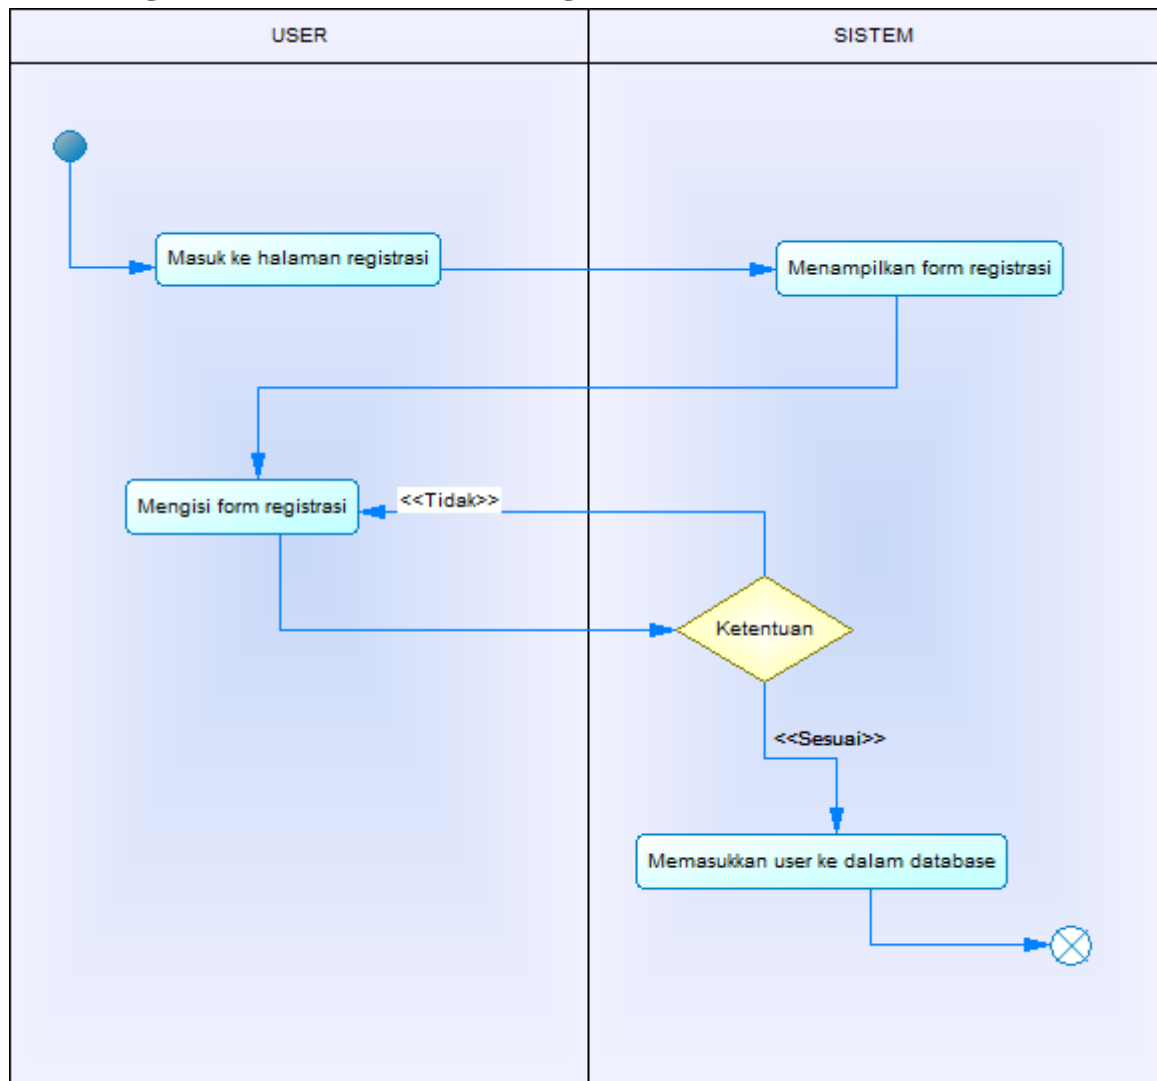 USER
SISTEM
Masuk ke halaman registrasi
Menampilkan form registrasi
Mengisi form registrasi
<<Tidak>>
Ketentuan
<<Sesuai>>
Memasukkan user ke dalam database